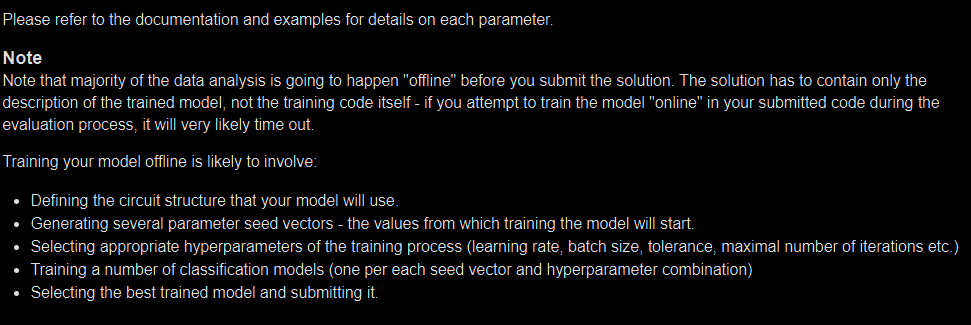 Please refer to the documentation and examples for details on each parameter.
Note
Note that majority of the data analysis is going to happen "offline" before you submit the solution. The solution has to contain only the
description of the trained model, not the training code itself - if you attempt to train the model "online" in your submitted code during the
evaluation process, it will very likely time out.
Training your model offline is likely to involve:
• Defining the circuit structure that your model will use.
• Generating several parameter seed vectors - the values from which training the model will start.
• Selecting appropriate hyperparameters of the training process (learning rate, batch size, tolerance, maximal number of iterations etc.)
• Training a number of classification models (one per each seed vector and hyperparameter combination)
• Selecting the best trained model and submitting it.